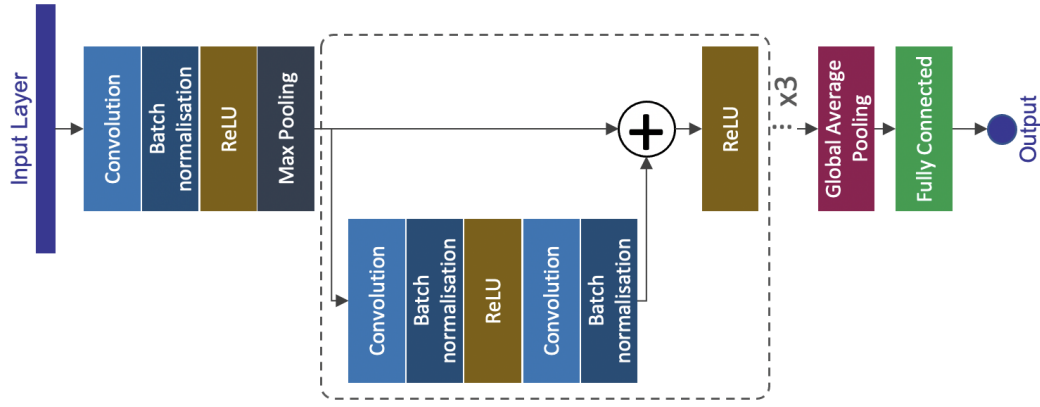 Input Layer
Convolution
Batch
normalisation
ReLU
Max Pooling
Convolution
Batch
normalisation
ReLU
Convolution
Batch
normalisation
+
ReLU
x3
...
Global Average
Pooling
Fully Connected
Output